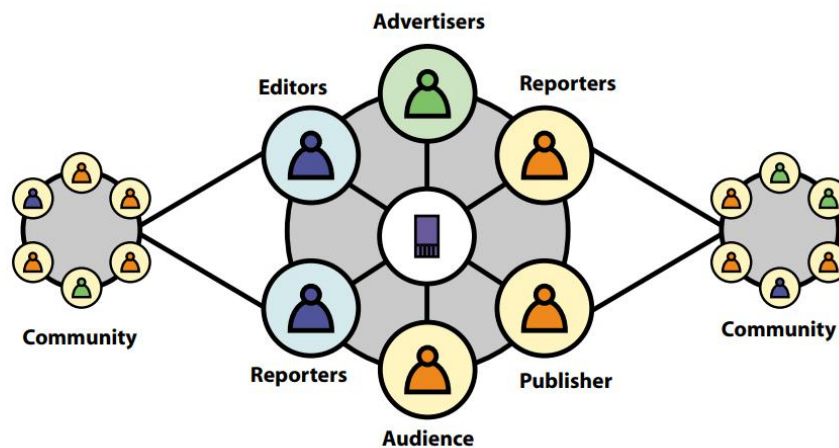 Advertisers
Editors
Reporters
Community
Community
Reporters
Publisher
Audience